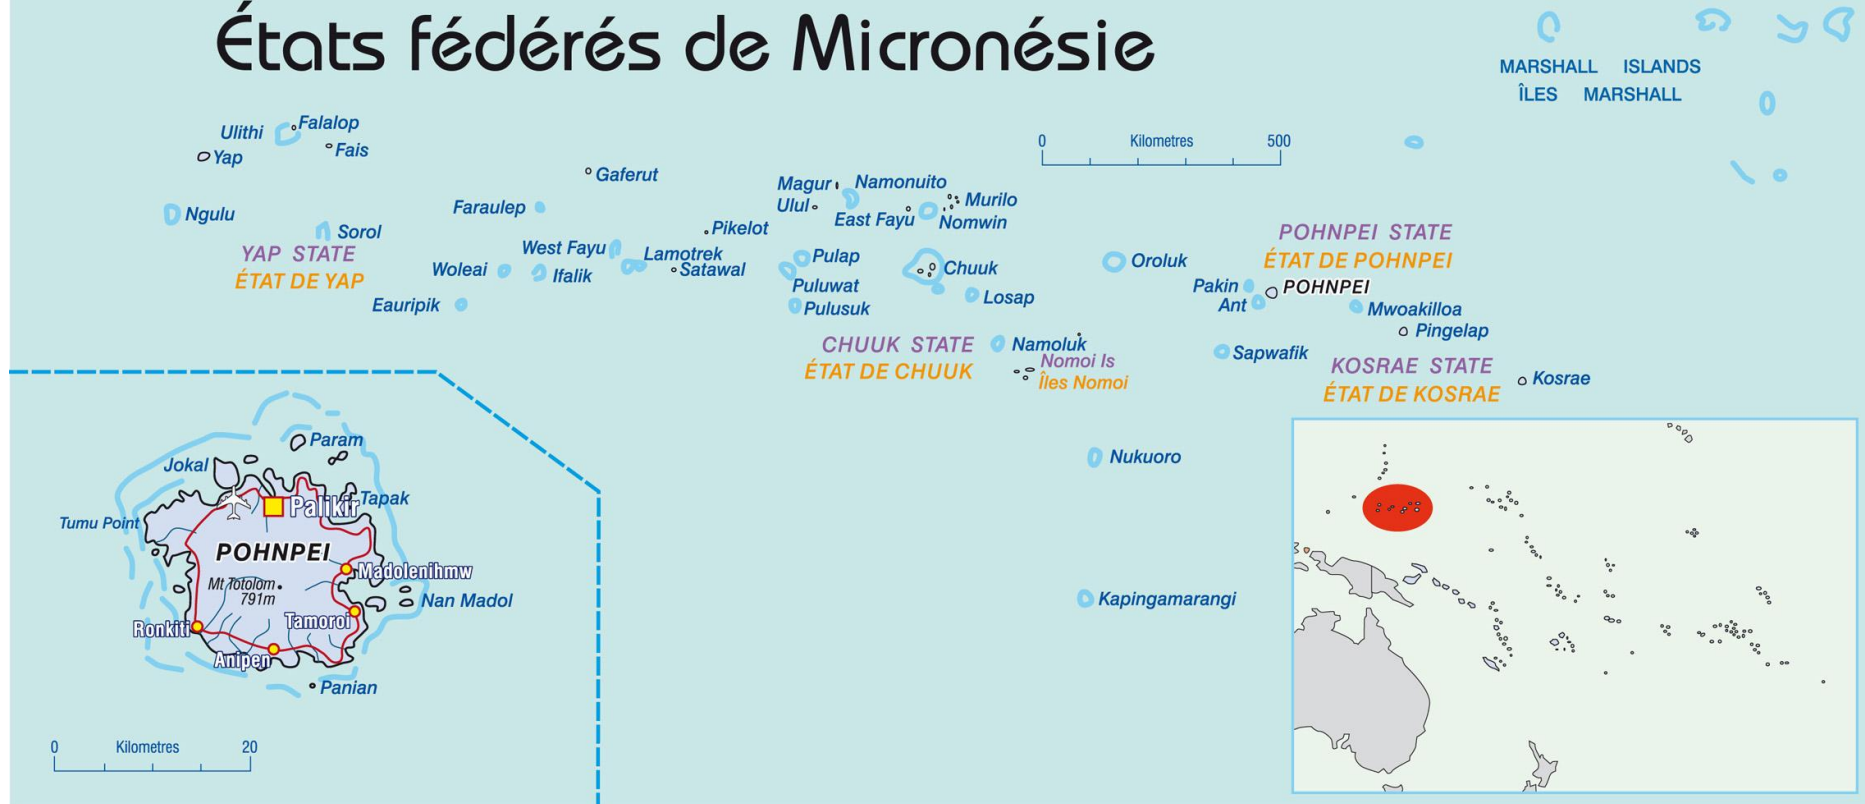 États fédérés de Micronésie
MARSHALL ISLANDS
ÎLES MARSHALL
Ulithi
Falalop
Yap
Fais
0 Kilometres 500
Gaferut
Ngulu
Sorol
Faraulep
Magur
Namonuito
Ulul
East Fayu
Murilo
Nomwin
Pikelot
YAP STATE
ÉTAT DE YAP
West Fayu
Lamotrek
Woleai
Ifalik
Satawal
Eauripik
Pulap
Puluwat
Pulusuk
Chuuk
Losap
Oroluk
POHNPEI STATE
ÉTAT DE POHNPEI
Pakin
POHNPEI
Ant
Mwoakilloa
Pingelap
CHUUK STATE
ÉTAT DE CHUUK
Namoluk
Nomoi Is
Îles Nomoi
Sapwafik
KOSRAE STATE
ÉTAT DE KOSRAE
Kosrae
Nukuoro
Kapingamarangi
Param
Jokal
Palikir
Tapak
Tumu Point
POHNPEI
Madolenihmw
Mt Totolom
791m
Nan Madol
Tamoroi
Ronkiti
Anipen
Panian
0 Kilometres 20